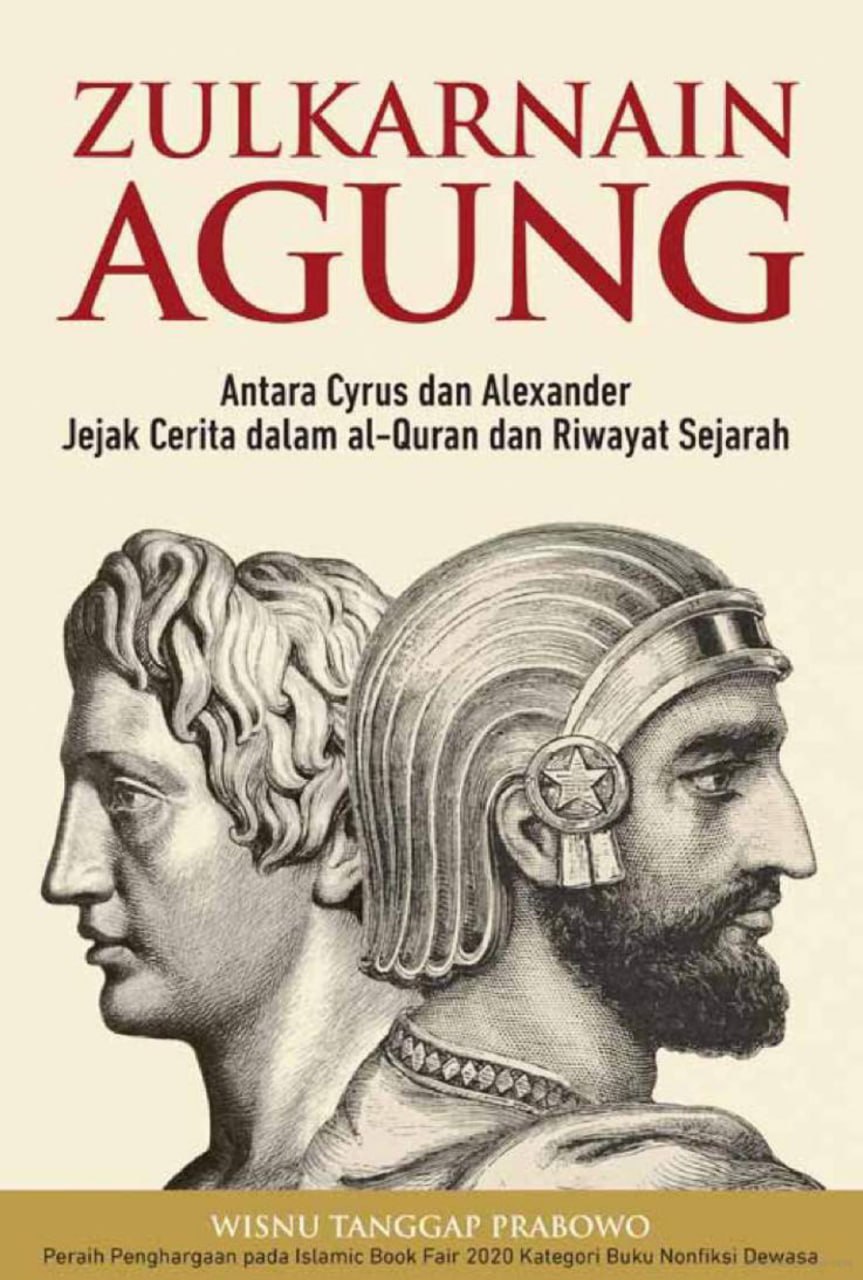 ZULKARNAIN
AGUNG
Antara Cyrus dan Alexander
Jejak Cerita dalam al-Quran dan Riwayat Sejarah
WISNU TANGGAP PRABOWO
Peraih Penghargaan pada Islamic Book Fair 2020 Kategori Buku Nonfiksi Dewasa